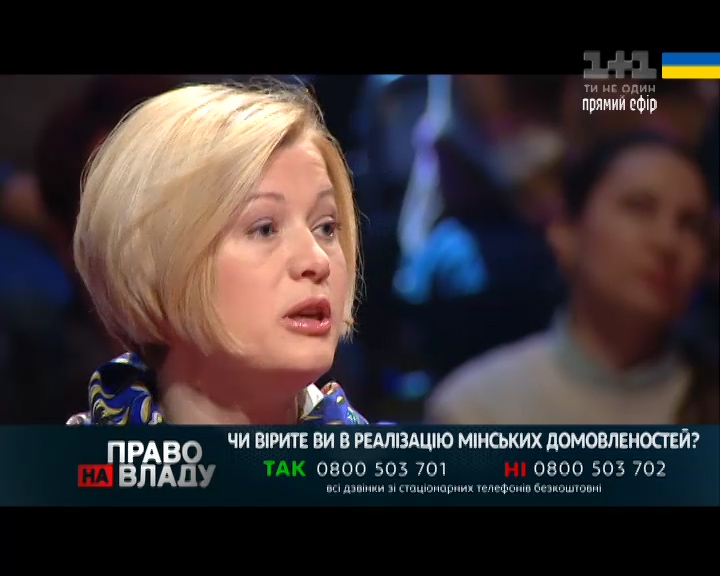 1+1
ТИ НЕ ОДИН
ПРЯМИЙ ЕФІР
ПРАВО
НА ВЛАДУ
ЧИ ВІРИТЕ ВИ В РЕАЛІЗАЦІЮ МІНСЬКИХ ДОМОВЛЕНОСТЕЙ?
ТАК 0800 503 701 НІ 0800 503 702
всі дзвінки зі стаціонарних телефонів безкоштовні